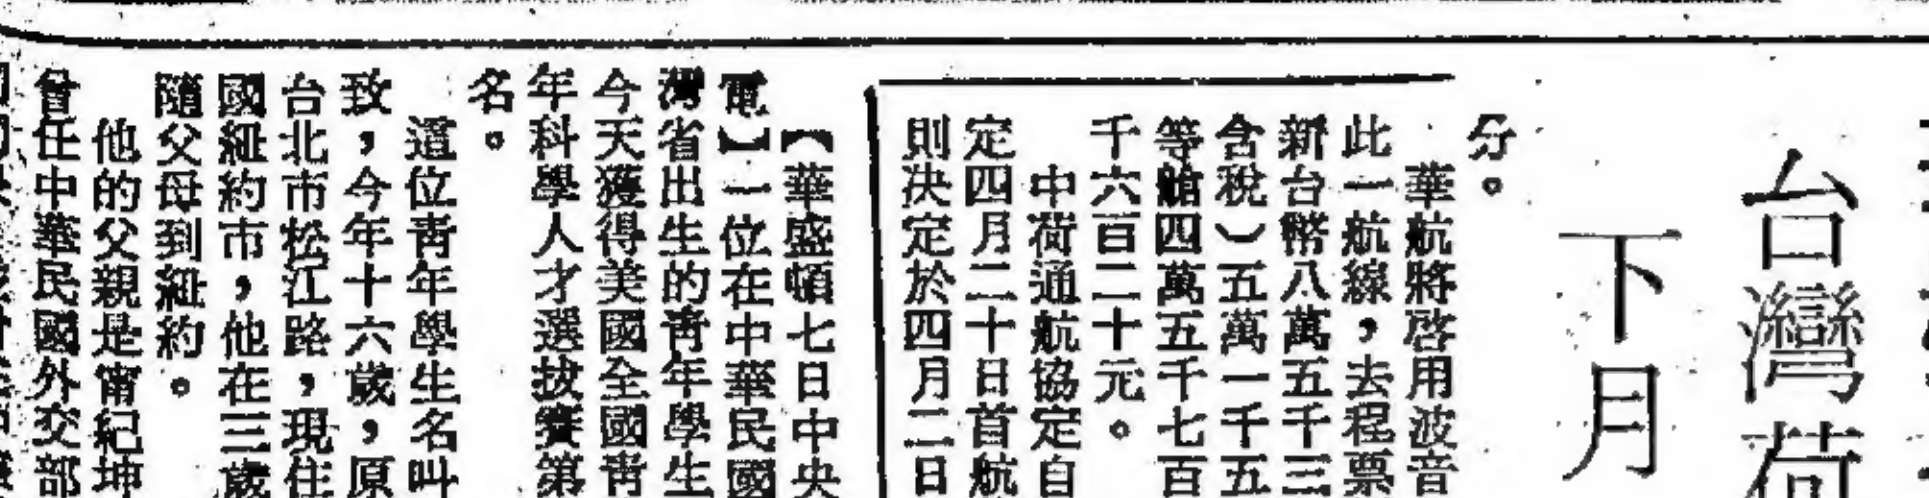 台灣荷
下月
分。
華航將啓用波音
此一航線，去程票
新台幣八萬五千三
含稅）五萬一千五
等艙四萬五千七百
千六百二十元。
中荷通航協定自
定四月二十日首航
則決定於四月二日
【華盛頓七日中央
電】一位在中華民國
灣省出生的青年學生
今天獲得美國全國青
年科學人才選拔賽第
名。
這位青年學生名叫
致，今年十六歲，原
台北市松江路，現住
國紐約市，他在三歲
隨父母到紐約。
他的父親是甯紀坤
曾任中華民國外交部